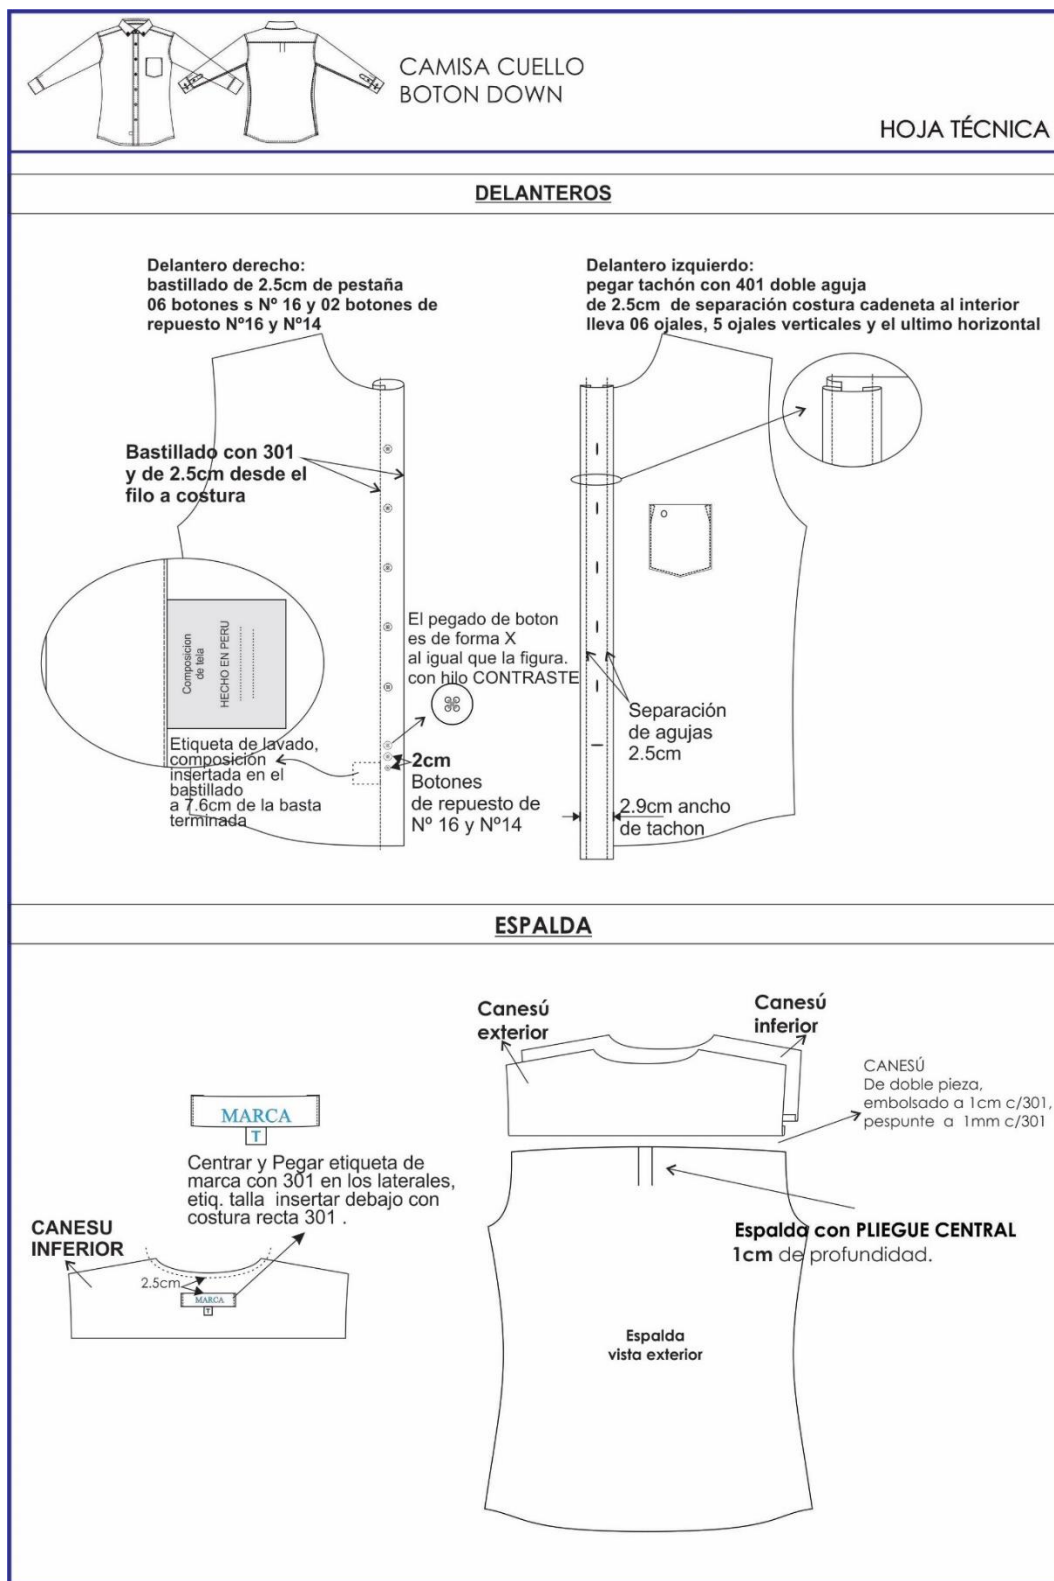 CAMISA CUELLO
BOTON DOWN
HOJA TÉCNICA
DELANTEROS
Delantero derecho:
bastillado de 2.5cm de pestaña
06 botones s Nº 16 y 02 botones de
repuesto Nº16 y Nº14
Delantero izquierdo:
pegar tachón con 401 doble aguja
de 2.5cm de separación costura cadeneta al interior
lleva 06 ojales, 5 ojales verticales y el ultimo horizontal
Bastillado con 301
y de 2.5cm desde el
filo a costura
Composicion
de tela
HECHO EN PERU
El pegado de boton
es de forma X
al igual que la figura.
con hilo CONTRASTE
Etiqueta de lavado,
composición
insertada en el
bastillado
a 7.6cm de la basta
terminada
2cm
Botones
de repuesto de
Nº 16 y Nº14
Separación
de agujas
2.5cm
2.9cm ancho
de tachon
ESPALDA
Canesú
exterior
Canesú
inferior
CANESÚ
De doble pieza,
embolsado a 1cm c/301,
pespunte a 1mm c/301
MARCA
T
Centrar y Pegar etiqueta de
marca con 301 en los laterales,
etiq. talla insertar debajo con
costura recta 301 .
CANESU
INFERIOR
2.5cm
MARCA
T
Espalda con PLIEGUE CENTRAL
1cm de profundidad.
Espalda
vista exterior